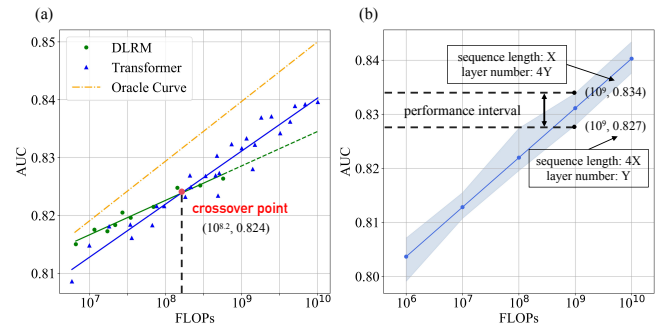 (a)
0.85
0.84
0.83
0.82
0.81
AUC
DLRM
Transformer
Oracle Curve
crossover point
(10^8.2, 0.824)
10^7
10^8
10^9
10^10
FLOPs
(b)
0.84
0.83
0.82
0.81
0.80
AUC
sequence length: X
layer number: 4Y
(10^9, 0.834)
performance interval
(10^9, 0.827)
sequence length: 4X
layer number: Y
10^6
10^7
10^8
10^9
10^10
FLOPs